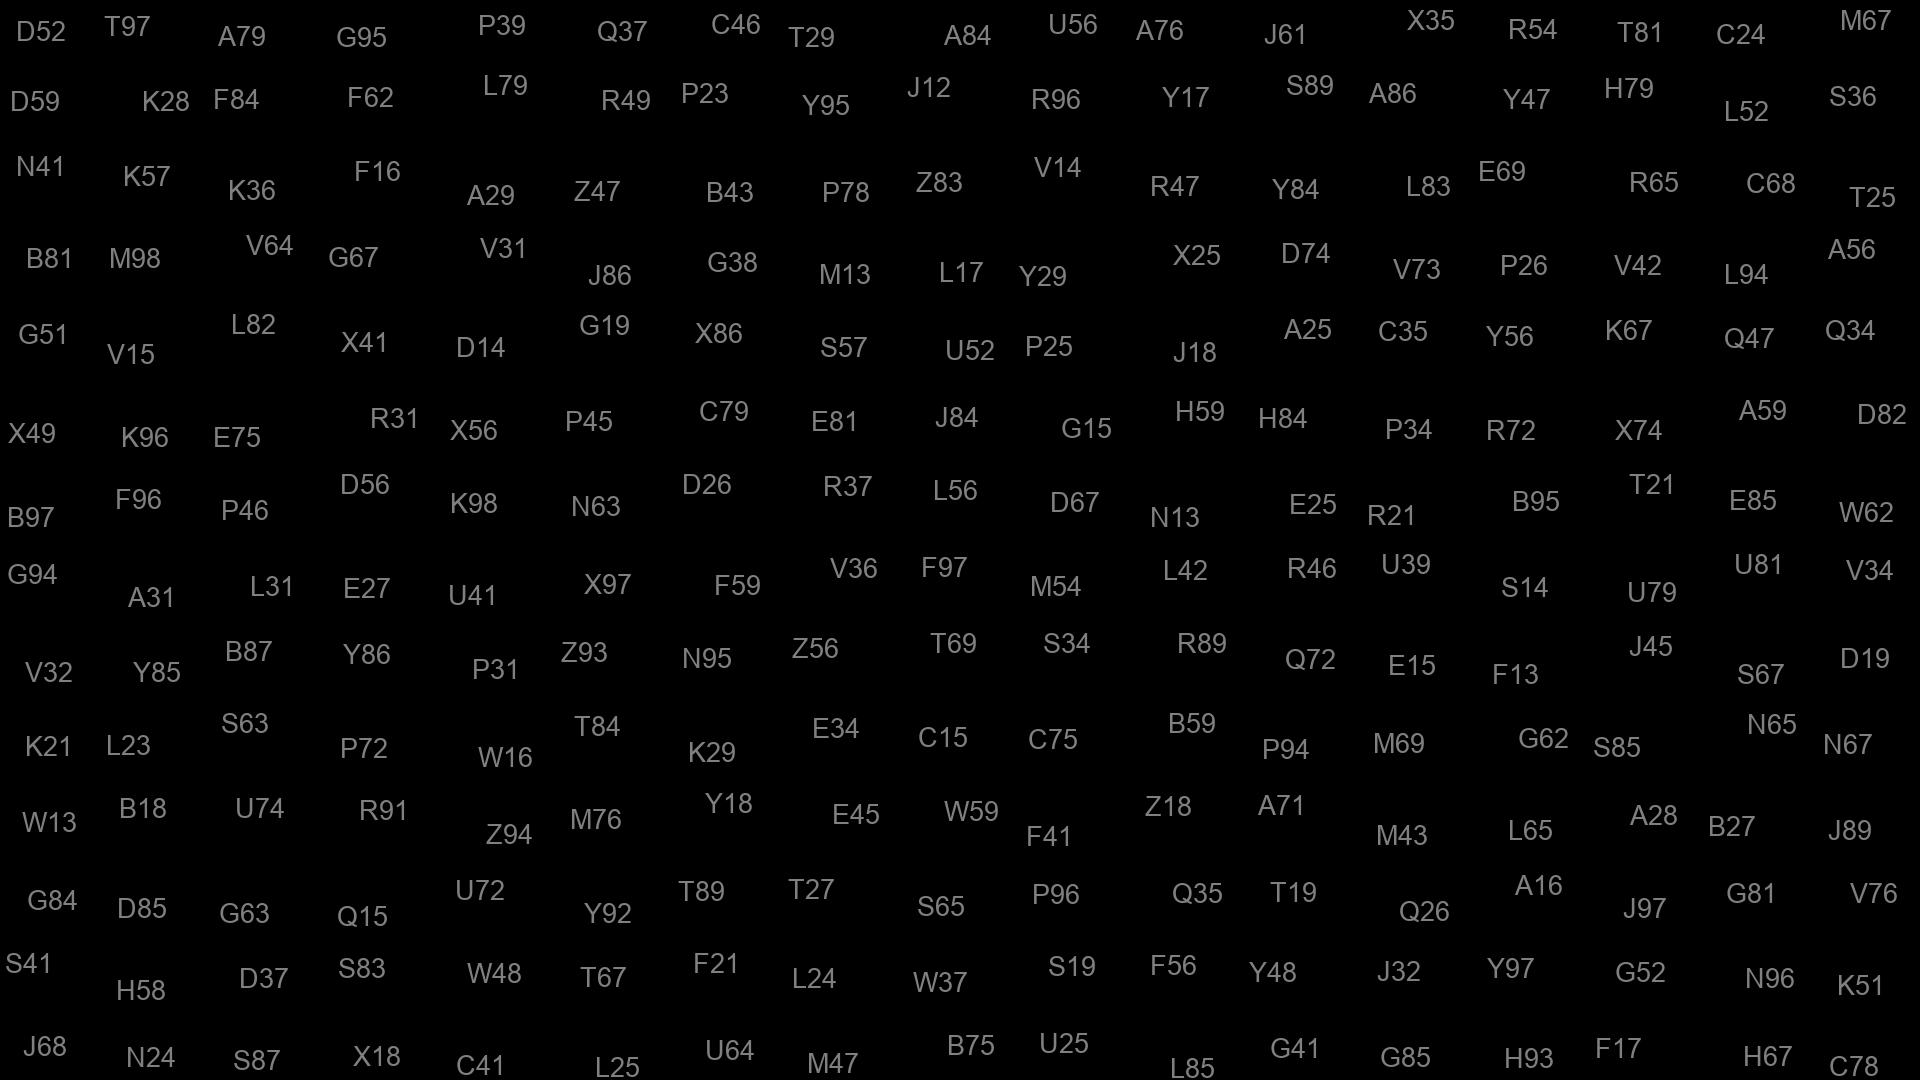 D52 T97 A79 G95 P39 Q37 C46 T29 A84 U56 A76 J61 X35 R54 T81 C24 M67
D59 K28 F84 F62 L79 R49 P23 Y95 J12 R96 Y17 S89 A86 Y47 H79 L52 S36
N41 K57 K36 F16 A29 Z47 B43 P78 Z83 V14 R47 Y84 L83 E69 R65 C68 T25
B81 M98 V64 G67 V31 J86 G38 M13 L17 Y29 X25 D74 V73 P26 V42 L94 A56
G51 V15 L82 X41 D14 G19 X86 S57 U52 P25 J18 A25 C35 Y56 K67 Q47 Q34
X49 K96 E75 R31 X56 P45 C79 E81 J84 G15 H59 H84 P34 R72 X74 A59 D82
B97 F96 P46 D56 K98 N63 D26 R37 L56 D67 N13 E25 R21 B95 T21 E85 W62
G94 A31 L31 E27 U41 X97 F59 V36 F97 M54 L42 R46 U39 S14 U79 U81 V34
V32 Y85 B87 Y86 P31 Z93 N95 Z56 T69 S34 R89 Q72 E15 F13 J45 S67 D19
K21 L23 S63 P72 W16 T84 K29 E34 C15 C75 B59 P94 M69 G62 S85 N65 N67
W13 B18 U74 R91 Z94 M76 Y18 E45 W59 F41 Z18 A71 M43 L65 A28 B27 J89
G84 D85 G63 Q15 U72 Y92 T89 T27 S65 P96 Q35 T19 Q26 A16 J97 G81 V76
S41 H58 D37 S83 W48 T67 F21 L24 W37 S19 F56 Y48 J32 Y97 G52 N96 K51
J68 N24 S87 X18 C41 L25 U64 M47 B75 U25 L85 G41 G85 H93 F17 H67 C78